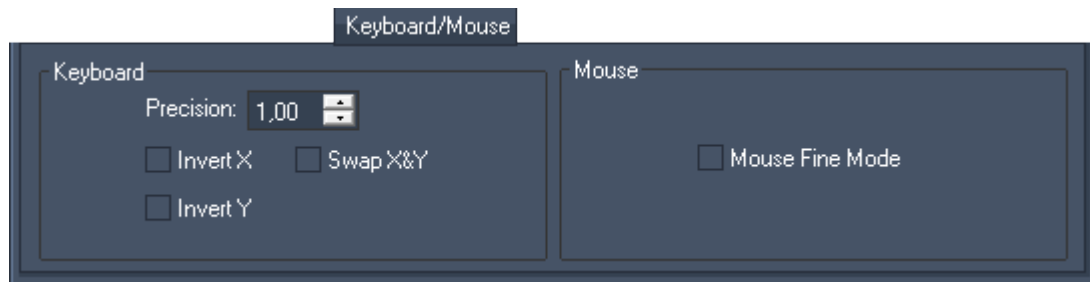 Keyboard/Mouse
Keyboard
Precision: 1,00
Invert X Swap X&Y
Invert Y
Mouse
Mouse Fine Mode